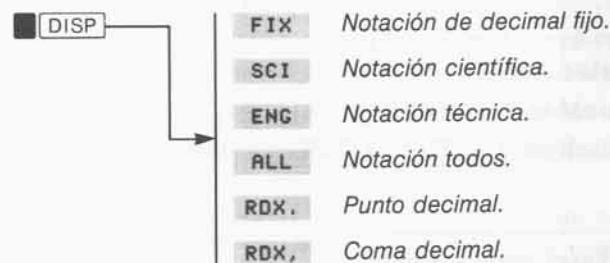 DISP
FIX Notación de decimal fijo.
SCI Notación científica.
ENG Notación técnica.
ALL Notación todos.
RDX. Punto decimal.
RDX, Coma decimal.